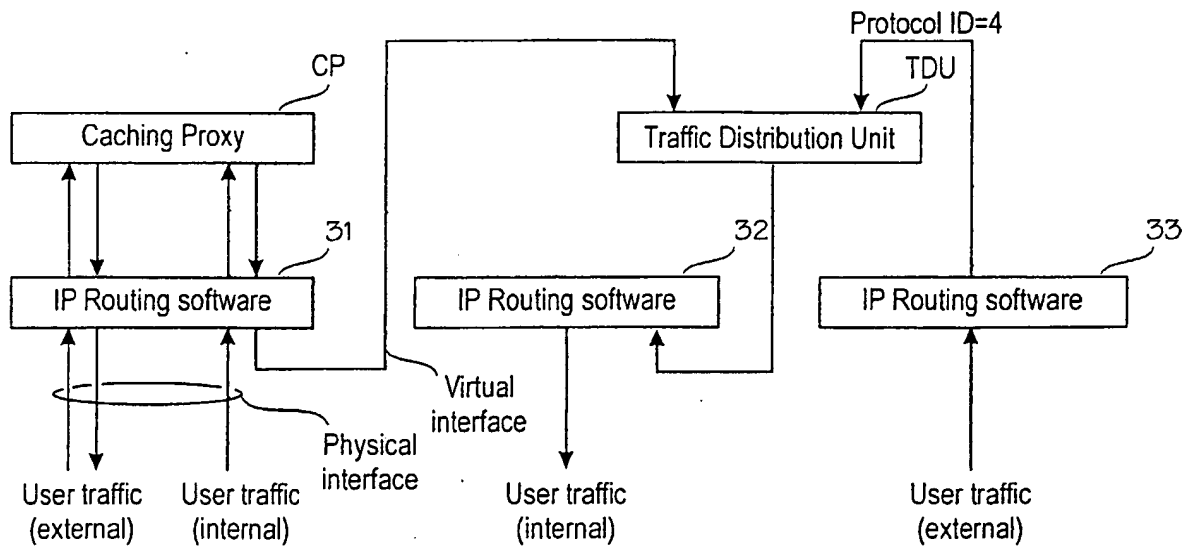 Protocol ID=4
CP
TDU
Caching Proxy
Traffic Distribution Unit
31
32
33
IP Routing software
IP Routing software
IP Routing software
Virtual
interface
Physical
interface
User traffic
(external)
User traffic
(internal)
User traffic
(internal)
User traffic
(external)